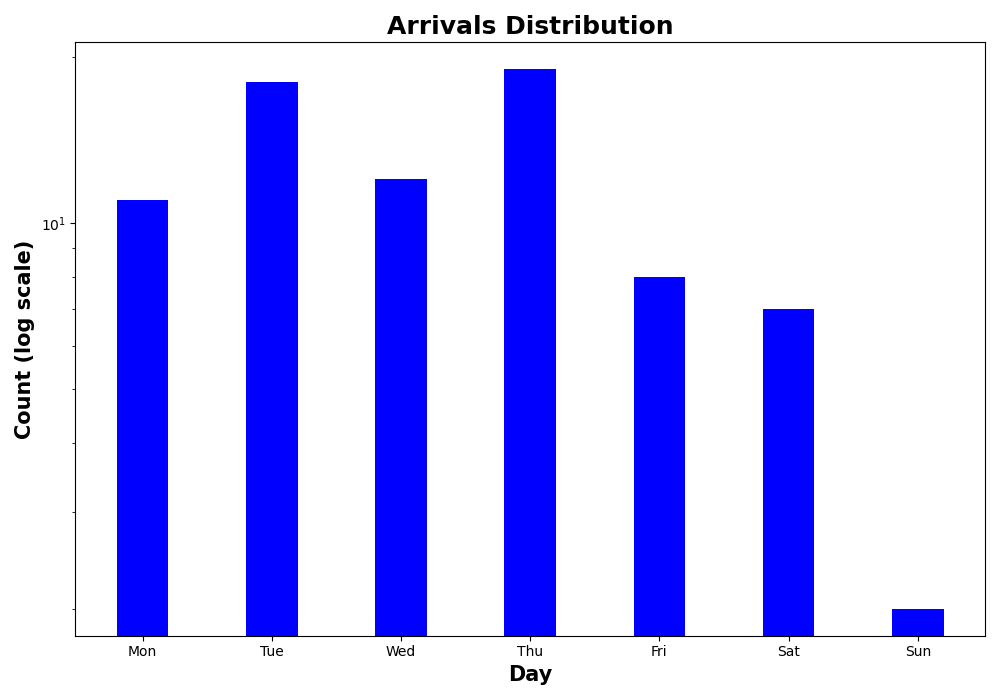 Arrivals Distribution
Count (log scale)
10¹
Mon Tue Wed Thu Fri Sat Sun
Day